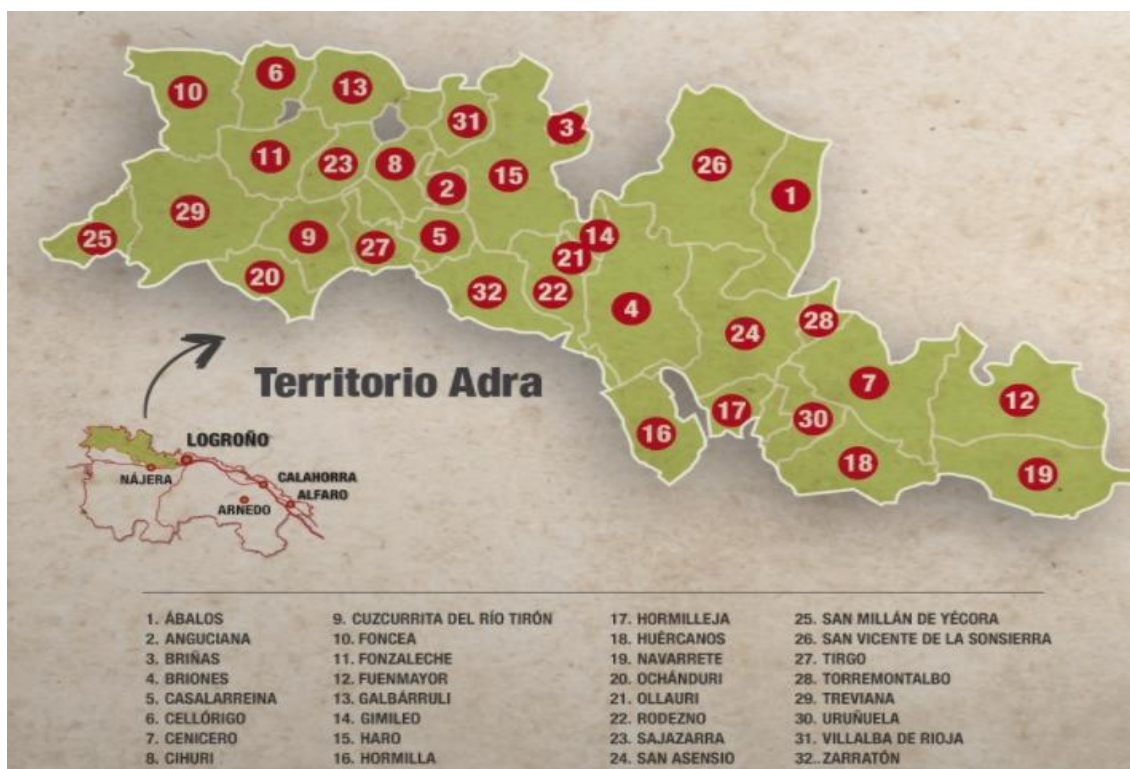 10
6
13
31
3
11
23
8
2
15
26
1
29
25
9
27
5
14
21
20
32
22
4
24
28
7
12
17
30
16
18
19
Territorio Adra
LOGROÑO
NÁJERA
CALAHORRA
ALFARO
ARNEDO
1. ÁBALOS
2. ANGUCIANA
3. BRIÑAS
4. BRIONES
5. CASALARREINA
6. CELLÓRIGO
7. CENICERO
8. CIHURI
9. CUZCURRITA DEL RÍO TIRÓN
10. FONCEA
11. FONZALECHE
12. FUENMAYOR
13. GALBÁRRULI
14. GIMILEO
15. HARO
16. HORMILLA
17. HORMILLEJA
18. HUÉRCANOS
19. NAVARRETE
20. OCHÁNDURI
21. OLLAURI
22. RODEZNO
23. SAJAZARRA
24. SAN ASENSIO
25. SAN MILLÁN DE YÉCORA
26. SAN VICENTE DE LA SONSIERRA
27. TIRGO
28. TORREMONTALBO
29. TREVIANA
30. URUÑUELA
31. VILLALBA DE RIOJA
32..ZARRATÓN